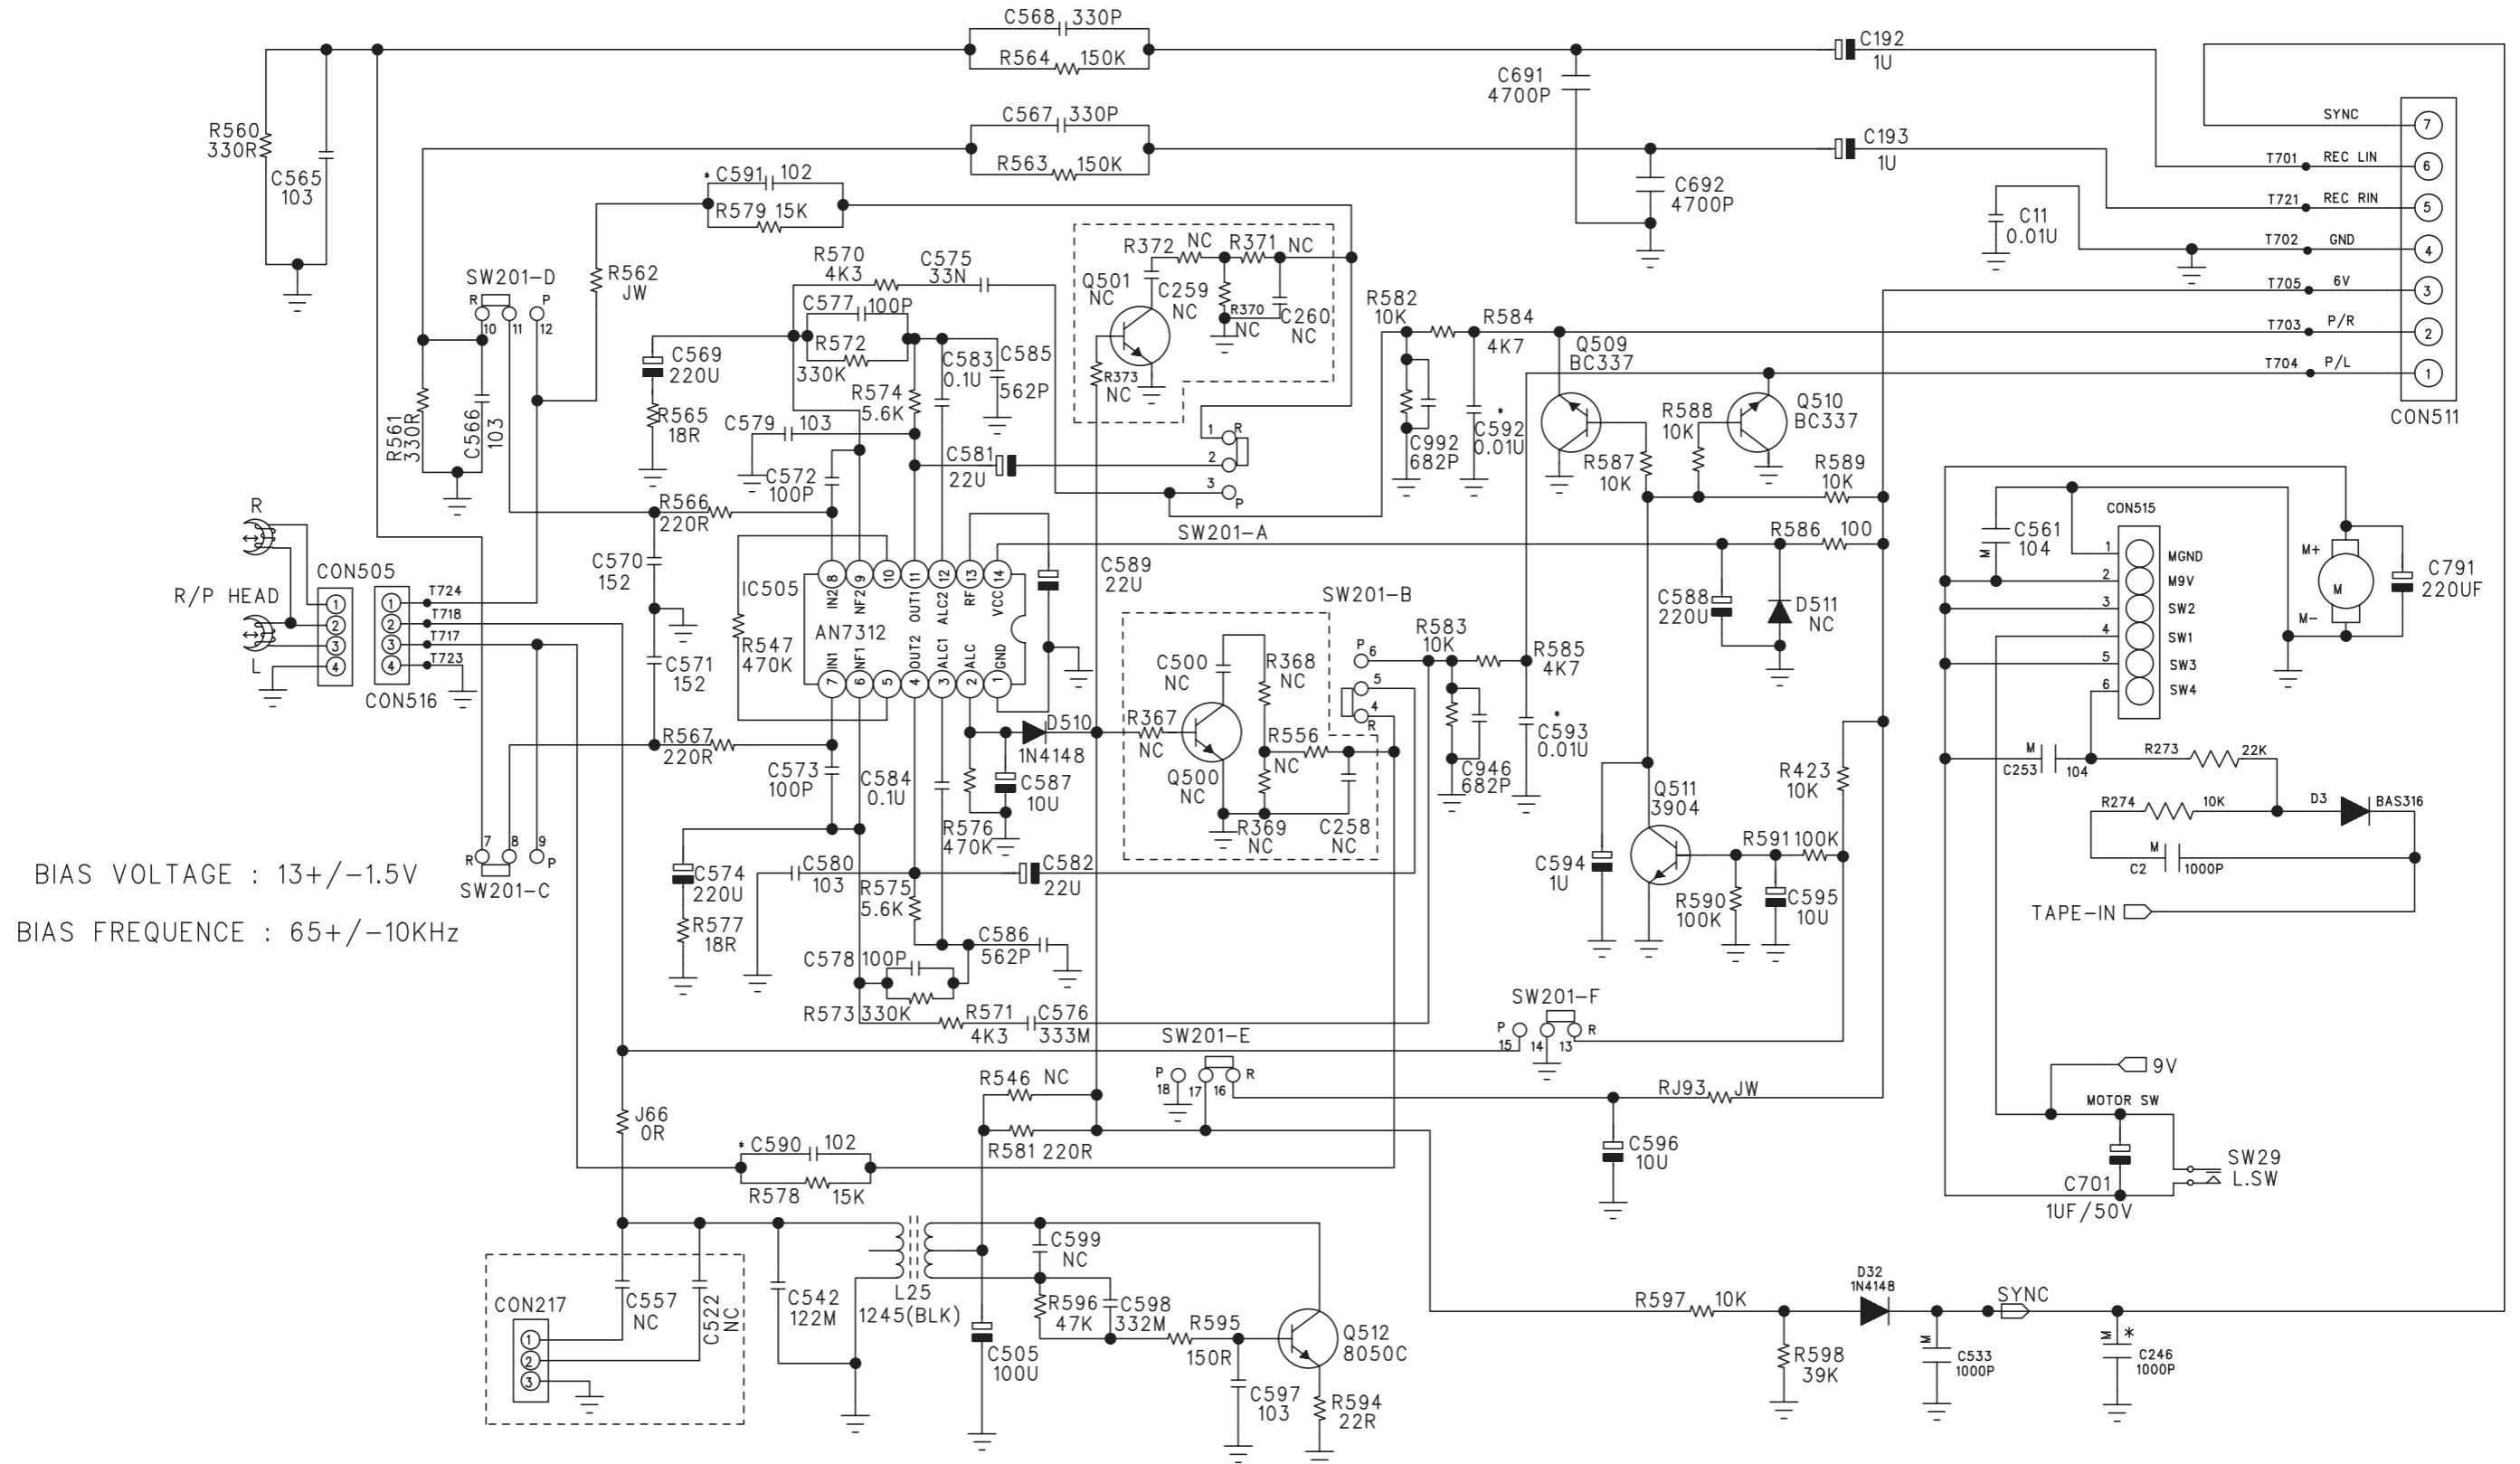 C568 330P
R564 150K
C192
1U
C691
4700P
R560
330R
C565
103
C567 330P
R563 150K
C193
1U
C692
4700P
SYNC
7
T701 REC LIN
6
T721 REC RIN
5
T702 GND
4
T705 6V
3
T703 P/R
2
T704 P/L
1
CON511
C11
0.01U
* C591 102
R579 15K
R562
JW
SW201-D
R P
10 11 12
R561
330R
C566
103
R570
4K3
C575
33N
C577 100P
R572
330K
C569
220U
R565
18R
R574
5.6K
C583
0.1U
C585
562P
C579 103
C572
100P
C581
22U
R372 NC R371 NC
Q501
NC
C259
NC
R370
NC
C260
NC
R373
NC
1 R
2
3 P
SW201-A
R582
10K
R584
4K7
C992
682P
*
C592
0.01U
Q509
BC337
Q510
BC337
R588
10K
R587
10K
R589
10K
R586 100
C588
220U
D511
NC
R
R/P HEAD
L
CON505
1
2
3
4
CON516
1
2
3
4
T724
T718
T717
T723
R566
220R
C570
152
C571
152
R567
220R
IC505
AN7312
8 9 10 11 12 13 14
IN2 NF2 OUT1 ALC2 RF VCC
IN1 NF1 OUT2 ALC1 ALC GND
7 6 5 4 3 2 1
R547
470K
C589
22U
D510
1N4148
C587
10U
R576
470K
C573
100P
C584
0.1U
C574
220U
R577
18R
C580
103
R575
5.6K
C582
22U
C586
562P
C578 100P
R573 330K
R571
4K3
C576
333M
SW201-B
P 6
5
4
R
C500
NC
R368
NC
R367
NC
Q500
NC
R556
NC
R369
NC
C258
NC
R583
10K
R585
4K7
C946
682P
*
C593
0.01U
Q511
3904
C594
1U
R423
10K
R591 100K
R590
100K
C595
10U
CON515
1 MGND
2 M9V
3 SW2
4 SW1
5 SW3
6 SW4
C561
104
M
M+
M
M-
C791
220UF
M
C253 104
R273 22K
R274 10K
D3 BAS316
M
C2 1000P
TAPE-IN
BIAS VOLTAGE : 13+/-1.5V
BIAS FREQUENCE : 65+/-10KHz
7 8 9
R P
SW201-C
SW201-F
P R
15 14 13
SW201-E
P R
18 17 16
R546 NC
R581 220R
RJ93 JW
C596
10U
9V
MOTOR SW
C701
1UF/50V
SW29
L.SW
J66
0R
* C590 102
R578 15K
CON217
1
2
3
C557
NC
C522
NC
C542
122M
L25
1245(BLK)
C505
100U
C599
NC
R596
47K
C598
332M
R595
150R
C597
103
Q512
8050C
R594
22R
R597 10K
R598
39K
D32
1N4148
SYNC
M
C533
1000P
M *
C246
1000P